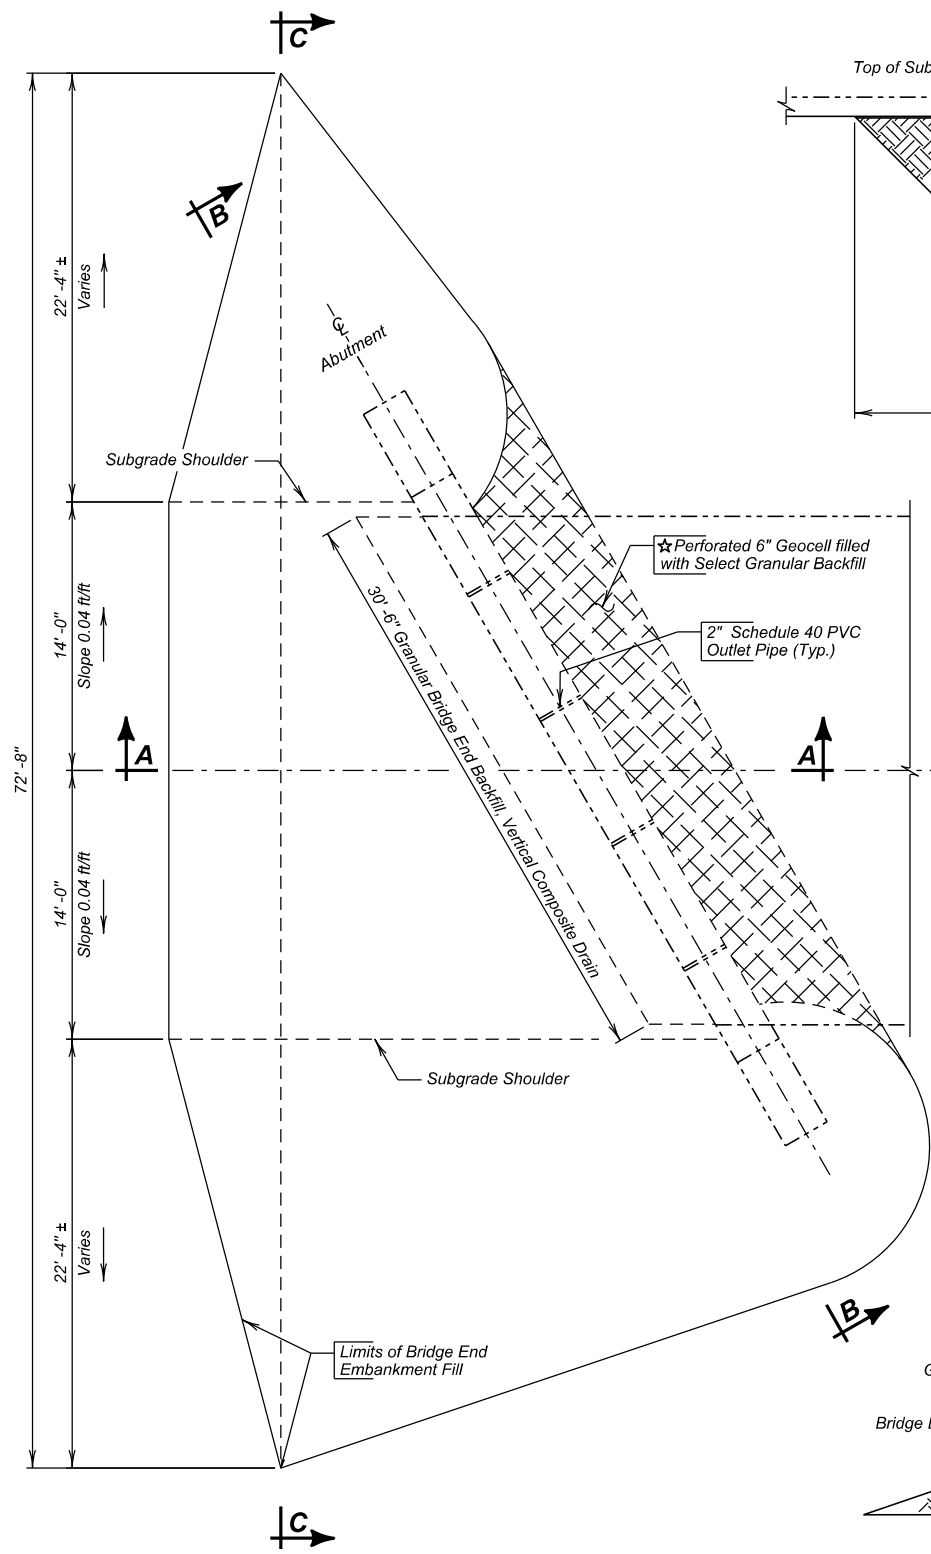 C
Top of Sub
B
22'-4" ±
Varies
℄
Abutment
Subgrade Shoulder
☆Perforated 6" Geocell filled
with Select Granular Backfill
14'-0"
Slope 0.04 ft/ft
30'-6" Granular Bridge End Backfill, Vertical Composite Drain
2" Schedule 40 PVC
Outlet Pipe (Typ.)
72'-8"
A
A
14'-0"
Slope 0.04 ft/ft
Subgrade Shoulder
22'-4" ±
Varies
B
Limits of Bridge End
Embankment Fill
G
Bridge
C